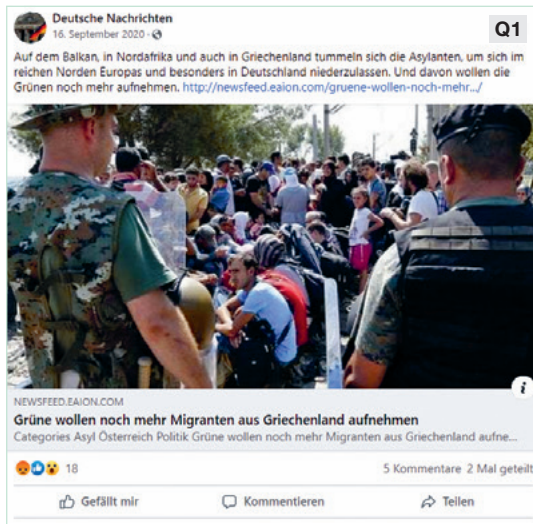 Deutsche Nachrichten
16. September 2020 ·
Q1
Auf dem Balkan, in Nordafrika und auch in Griechenland tummeln sich die Asylanten, um sich im
reichen Norden Europas und besonders in Deutschland niederzulassen. Und davon wollen die
Grünen noch mehr aufnehmen. http://newsfeed.eaion.com/gruene-wollen-noch-mehr.../
i
NEWSFEED.EAION.COM
Grüne wollen noch mehr Migranten aus Griechenland aufnehmen
Categories Asyl Österreich Politik Grüne wollen noch mehr Migranten aus Griechenland aufne...
18
5 Kommentare 2 Mal geteilt
Gefällt mir
Kommentieren
Teilen